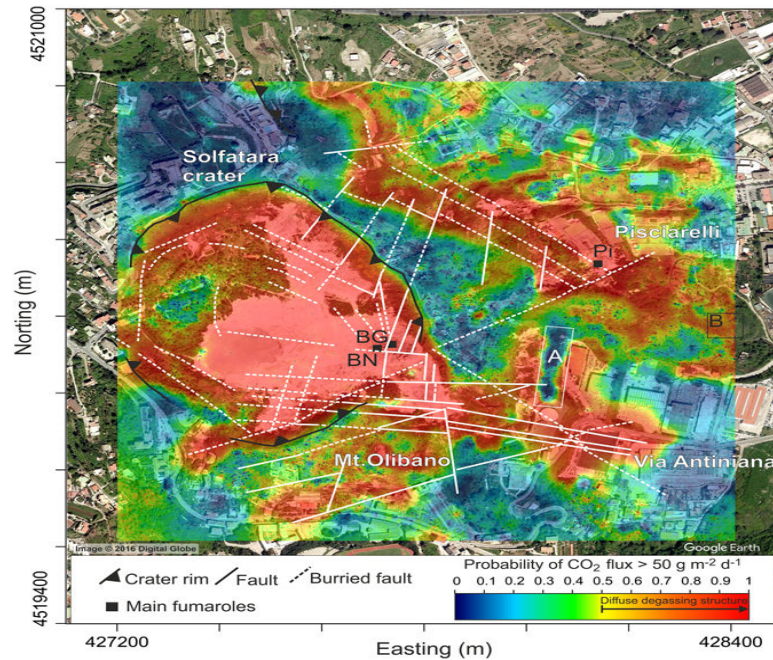 4521000
Solfatara
crater
Pisciarelli
Pi
Norting (m)
B
BG
A
BN
Mt.Olibano
Via Antiniana
Image © 2016 Digital Globe
Google Earth
Crater rim
Fault
Burried fault
Main fumaroles
Probability of CO2 flux > 50 g m-2 d-1
0 0.1 0.2 0.3 0.4 0.5 0.6 0.7 0.8 0.9 1
Diffuse degassing structure
4519400
427200
Easting (m)
428400